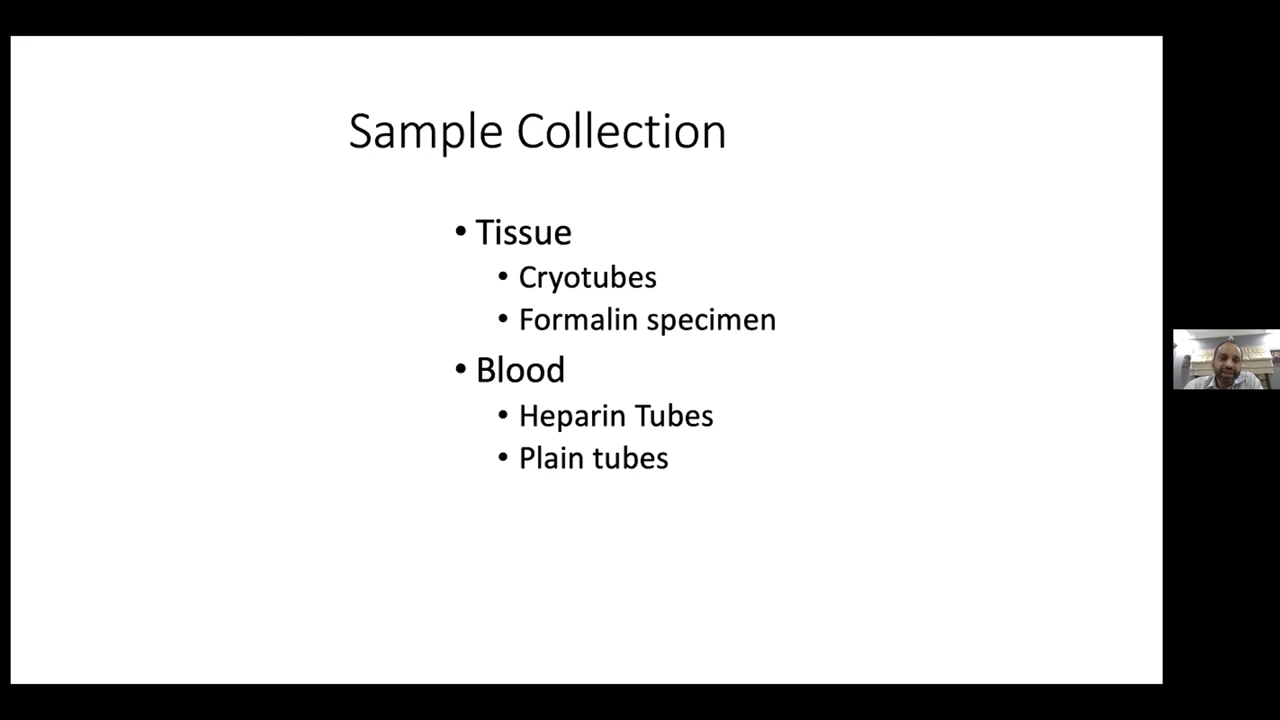 Sample Collection
• Tissue
• Cryotubes
• Formalin specimen
• Blood
• Heparin Tubes
• Plain tubes